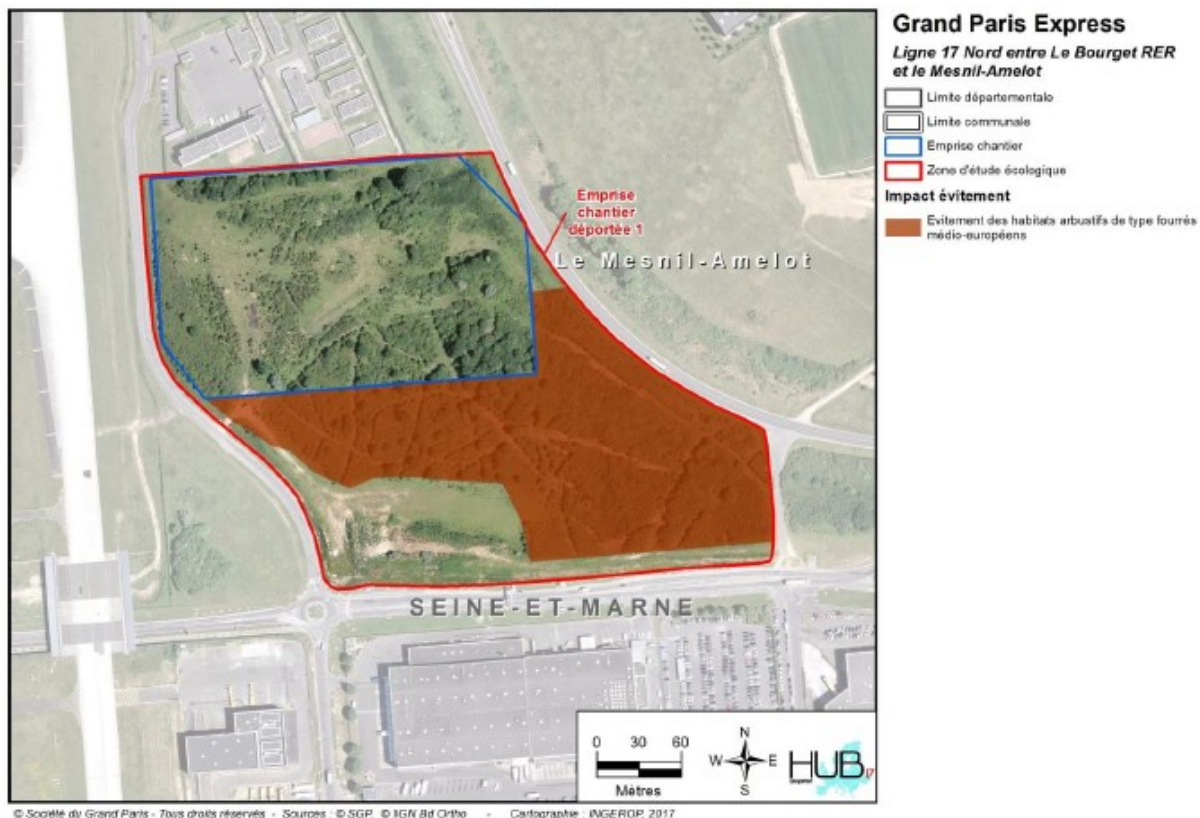 Grand Paris Express
Ligne 17 Nord entre Le Bourget RER
et le Mesnil-Amelot
Limite départementale
Limite communale
Emprise chantier
Zone d'étude écologique
Impact évitement
Evitement des habitats arbustifs de type fourrés
médio-européens
Emprise
chantier
déportée 1
Le Mesnil-Amelot
SEINE-ET-MARNE
0 30 60
Mètres
N
W E
S
HUB
© Société du Grand Paris - Tous droits réservés - Sources : © SGP, © IGN Bd Ortho - Cartographie : INGEROP, 2017